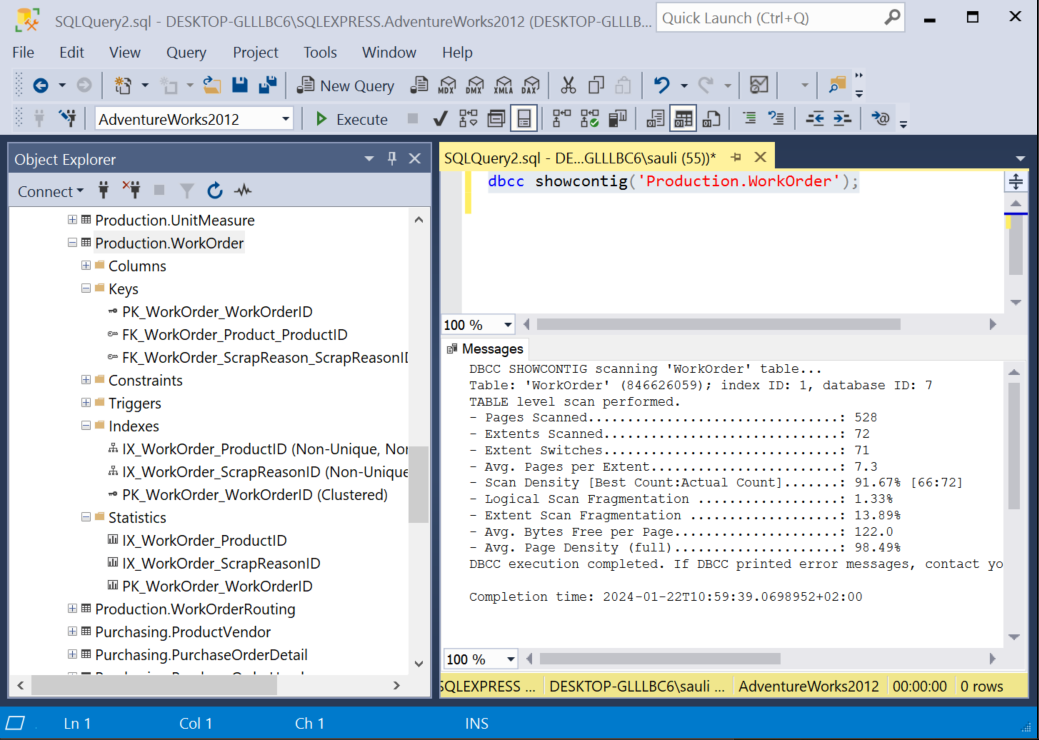 SQLQuery2.sql - DESKTOP-GLLLBC6\SQLEXPRESS.AdventureWorks2012 (DESKTOP-GLLLB...
Quick Launch (Ctrl+Q)
File Edit View Query Project Tools Window Help
New Query MDX DMX XMLA DAX
AdventureWorks2012
Execute
Object Explorer
Connect
Production.UnitMeasure
Production.WorkOrder
Columns
Keys
PK_WorkOrder_WorkOrderID
FK_WorkOrder_Product_ProductID
FK_WorkOrder_ScrapReason_ScrapReasonI
Constraints
Triggers
Indexes
IX_WorkOrder_ProductID (Non-Unique, Nor
IX_WorkOrder_ScrapReasonID (Non-Unique
PK_WorkOrder_WorkOrderID (Clustered)
Statistics
IX_WorkOrder_ProductID
IX_WorkOrder_ScrapReasonID
PK_WorkOrder_WorkOrderID
Production.WorkOrderRouting
Purchasing.ProductVendor
Purchasing.PurchaseOrderDetail
SQLQuery2.sql - DE...GLLLBC6\sauli (55))*
dbcc showcontig('Production.WorkOrder');
100 %
Messages
DBCC SHOWCONTIG scanning 'WorkOrder' table...
Table: 'WorkOrder' (846626059); index ID: 1, database ID: 7
TABLE level scan performed.
- Pages Scanned................................: 528
- Extents Scanned..............................: 72
- Extent Switches..............................: 71
- Avg. Pages per Extent........................: 7.3
- Scan Density [Best Count:Actual Count].......: 91.67% [66:72]
- Logical Scan Fragmentation ..................: 1.33%
- Extent Scan Fragmentation ...................: 13.89%
- Avg. Bytes Free per Page.....................: 122.0
- Avg. Page Density (full).....................: 98.49%
DBCC execution completed. If DBCC printed error messages, contact yo
Completion time: 2024-01-22T10:59:39.0698952+02:00
100 %
SQLEXPRESS ... DESKTOP-GLLLBC6\sauli ... AdventureWorks2012 00:00:00 0 rows
Ln 1 Col 1 Ch 1 INS